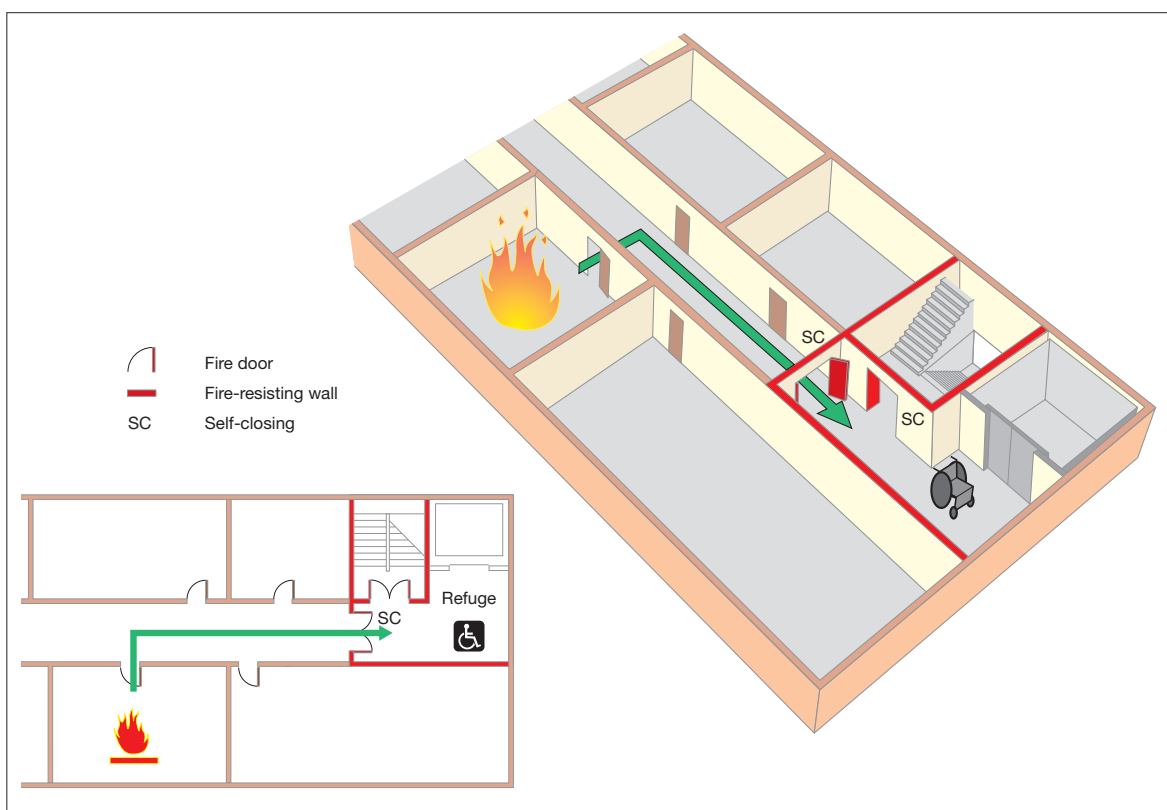 SC
SC
Fire door
Fire-resisting wall
SC Self-closing
Refuge
SC